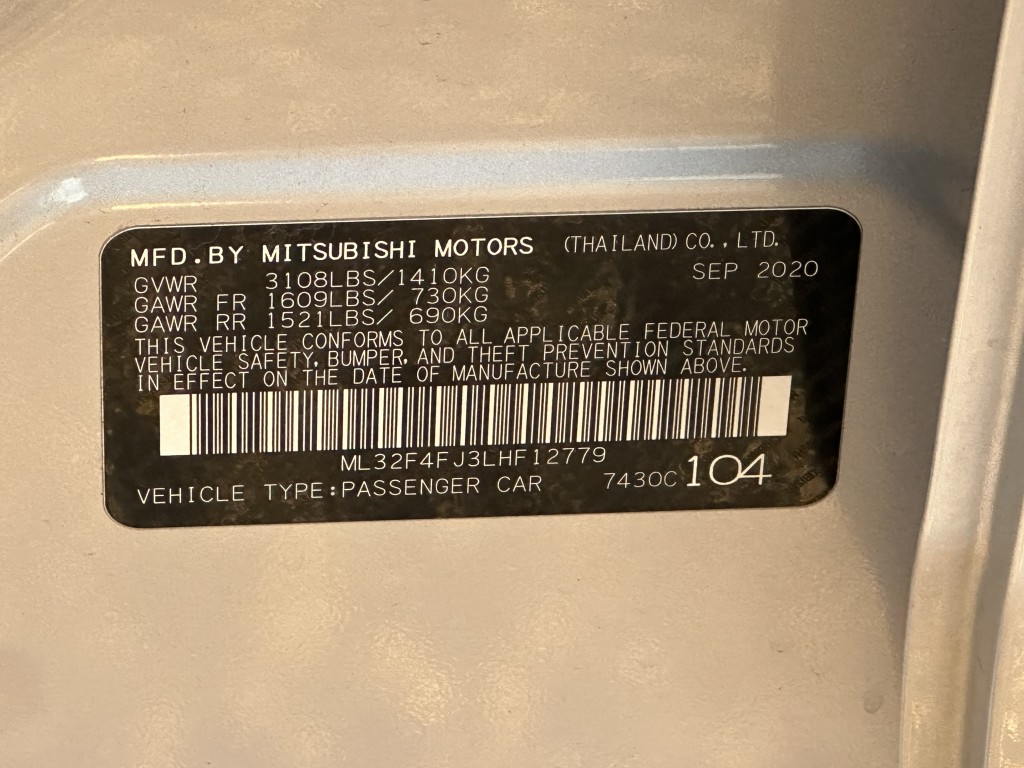 MFD.BY MITSUBISHI MOTORS (THAILAND) CO., LTD.
GVWR 3108LBS/1410KG SEP 2020
GAWR FR 1609LBS/ 730KG
GAWR RR 1521LBS/ 690KG
THIS VEHICLE CONFORMS TO ALL APPLICABLE FEDERAL MOTOR
VEHICLE SAFETY, BUMPER, AND THEFT PREVENTION STANDARDS
IN EFFECT ON THE DATE OF MANUFACTURE SHOWN ABOVE.
ML32F4FJ3LHF12779
VEHICLE TYPE:PASSENGER CAR 7430C 104